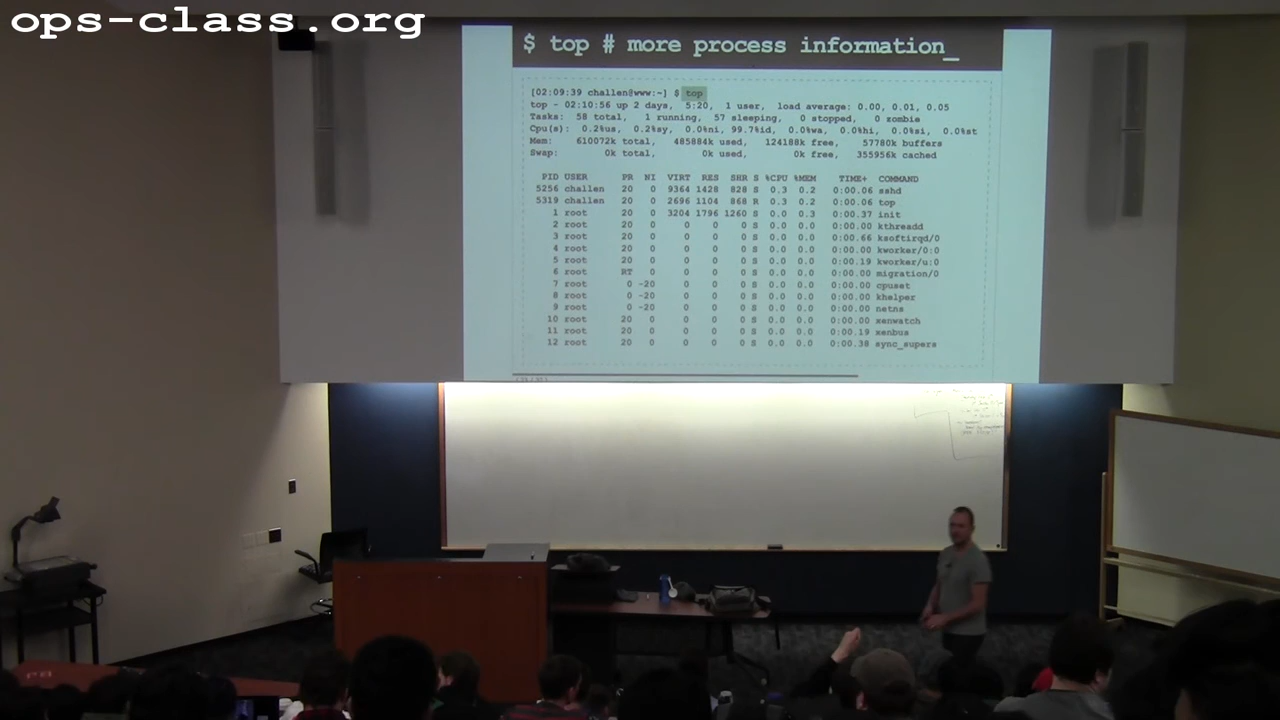 ops-class.org
$ top # more process information_
[02:09:39 challen@www:~] $ top
top - 02:10:56 up 2 days,  5:20,  1 user,  load average: 0.00, 0.01, 0.05
Tasks:  58 total,   1 running,  57 sleeping,   0 stopped,   0 zombie
Cpu(s):  0.2%us,  0.2%sy,  0.0%ni, 99.7%id,  0.0%wa,  0.0%hi,  0.0%si,  0.0%st
Mem:    610072k total,   485884k used,   124188k free,    57780k buffers
Swap:        0k total,        0k used,        0k free,   355956k cached
PID USER      PR  NI  VIRT  RES  SHR S %CPU %MEM    TIME+  COMMAND
5256 challen   20   0  9364 1428  828 S  0.3  0.2   0:00.06 sshd
5319 challen   20   0  2696 1104  868 R  0.3  0.2   0:00.06 top
1 root      20   0  3204 1796 1260 S  0.0  0.3   0:00.37 init
2 root      20   0     0    0    0 S  0.0  0.0   0:00.00 kthreadd
3 root      20   0     0    0    0 S  0.0  0.0   0:00.66 ksoftirqd/0
4 root      20   0     0    0    0 S  0.0  0.0   0:00.00 kworker/0:0
5 root      20   0     0    0    0 S  0.0  0.0   0:00.19 kworker/u:0
6 root      RT   0     0    0    0 S  0.0  0.0   0:00.00 migration/0
7 root       0 -20     0    0    0 S  0.0  0.0   0:00.00 cpuset
8 root       0 -20     0    0    0 S  0.0  0.0   0:00.00 khelper
9 root       0 -20     0    0    0 S  0.0  0.0   0:00.00 netns
10 root      20   0     0    0    0 S  0.0  0.0   0:00.00 xenwatch
11 root      20   0     0    0    0 S  0.0  0.0   0:00.19 xenbus
12 root      20   0     0    0    0 S  0.0  0.0   0:00.38 sync_supers